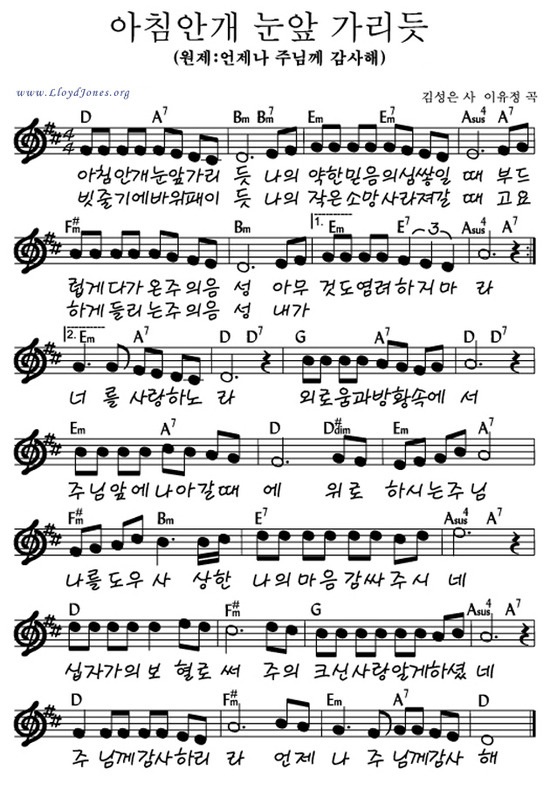 아침안개 눈앞 가리듯
(원제:언제나 주님께 감사해)
www.LloydJones.org
김성은 사 이유정 곡
D A7 Bm B7 Em E7 Asus4 A7
아침안개눈앞가리 듯 나의 약한믿음의심쌓일 때 부드
빗줄기에바위패이 듯 나의 작은소망사라져갈 때 고요
F#m Bm 1. Em E7 3 Asus4 A7
럽게다가 온주의음 성 아무 것도염려하지마 라
하게들리 는주의음 성 내가
2. Em A7 D D7 G A7
너 를 사랑하노 라 외로움과방황속에 서
Em A7 D D#dim Em A7
주님앞에나아갈때 에 위로 하시는주님
F#m Bm E7 Asus4 A7
나를도우사 상한 나의마음감싸주시 네
D F#m G Asus4 A7
십자가의보 혈로써 주의 크신사랑알게하셨네
D F#m Em A7 D
주 님께감사하리 라 언제 나 주님께감사 해